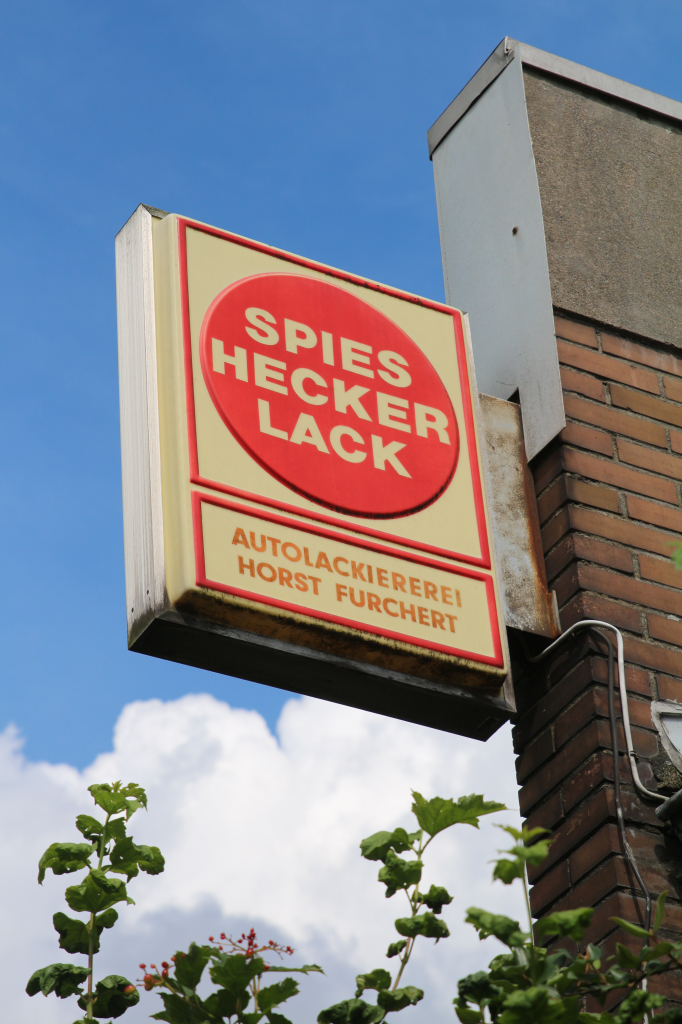 SPIES
HECKER
LACK
AUTOLACKIEREREI
HORST FURCHERT